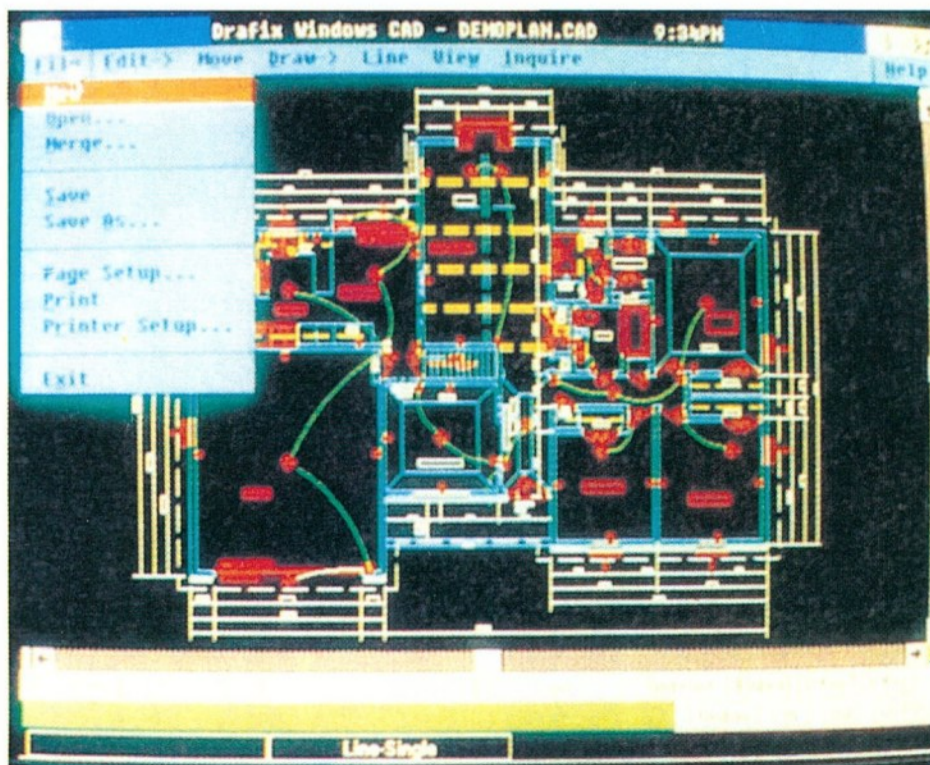 Drafix Windows CAD - DEMOPLAN.CAD 9:34PM
File Edit-> Move Draw-> Line View Inquire Help
New
Open...
Merge...
Save
Save As...
Page Setup...
Print
Printer Setup...
Exit
Line-Single